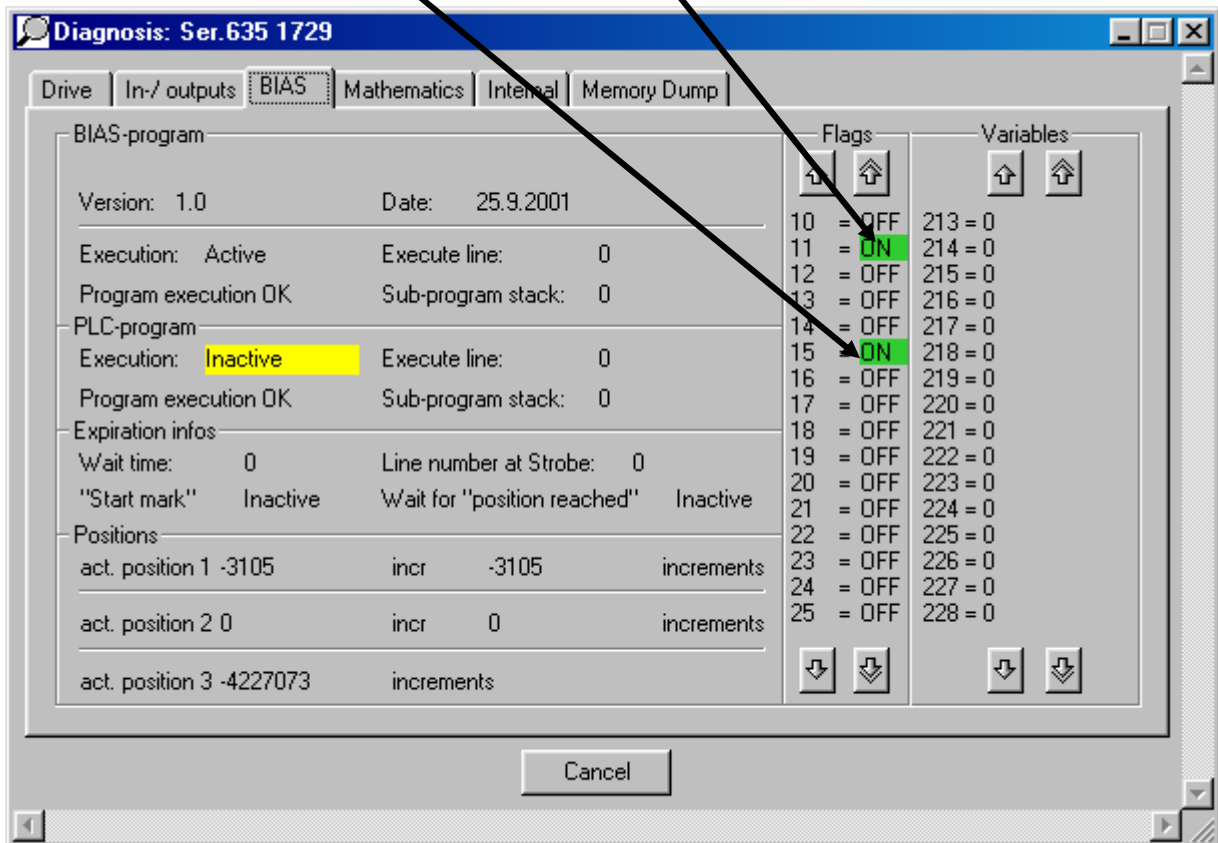 Diagnosis: Ser.635 1729
Drive In-/ outputs BIAS Mathematics Internal Memory Dump
BIAS-program
Version: 1.0 Date: 25.9.2001
Execution: Active Execute line: 0
Program execution OK Sub-program stack: 0
PLC-program
Execution: Inactive Execute line: 0
Program execution OK Sub-program stack: 0
Expiration infos
Wait time: 0 Line number at Strobe: 0
"Start mark" Inactive Wait for "position reached" Inactive
Positions
act. position 1 -3105 incr -3105 increments
act. position 2 0 incr 0 increments
act. position 3 -4227073 increments
Flags
10 = OFF
11 = ON
12 = OFF
13 = OFF
14 = OFF
15 = ON
16 = OFF
17 = OFF
18 = OFF
19 = OFF
20 = OFF
21 = OFF
22 = OFF
23 = OFF
24 = OFF
25 = OFF
Variables
213 = 0
214 = 0
215 = 0
216 = 0
217 = 0
218 = 0
219 = 0
220 = 0
221 = 0
222 = 0
223 = 0
224 = 0
225 = 0
226 = 0
227 = 0
228 = 0
Cancel